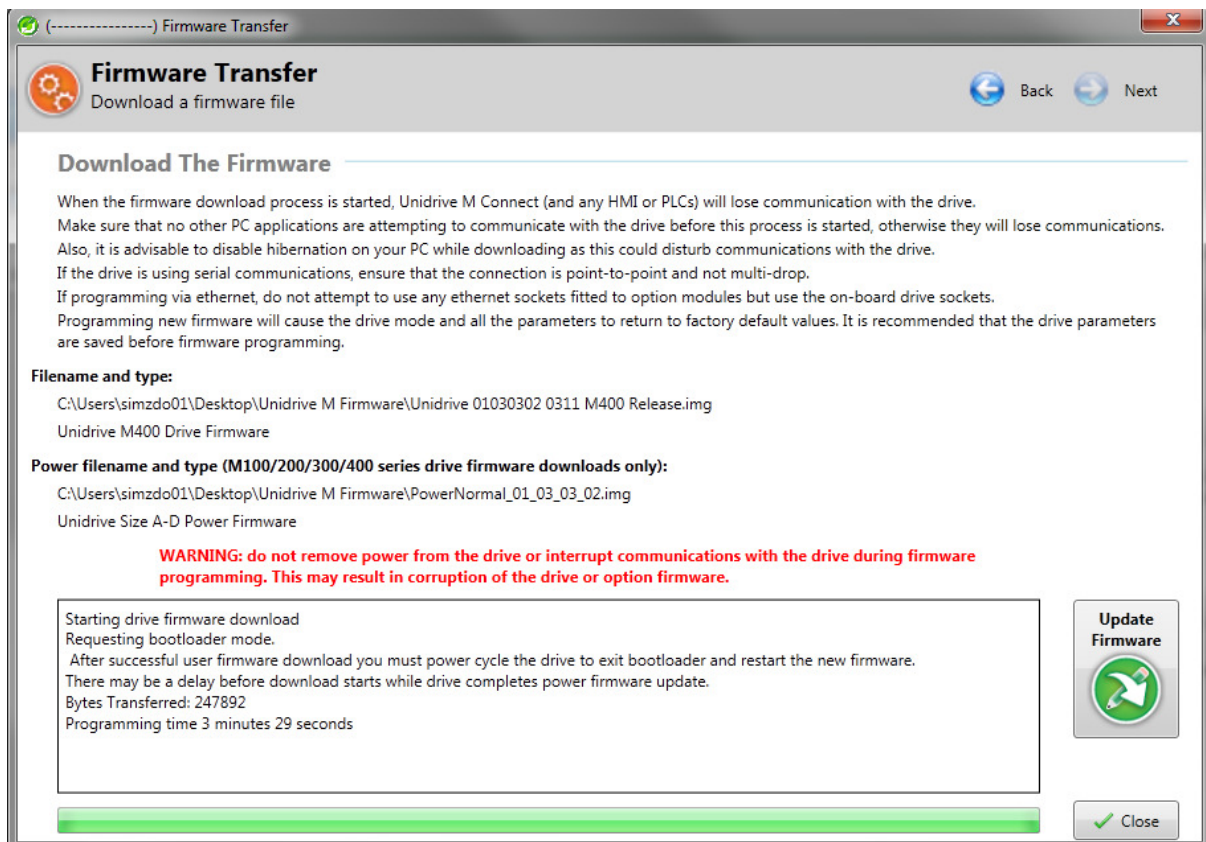 (----------------) Firmware Transfer
Firmware Transfer
Download a firmware file
Back
Next
Download The Firmware
When the firmware download process is started, Unidrive M Connect (and any HMI or PLCs) will lose communication with the drive.
Make sure that no other PC applications are attempting to communicate with the drive before this process is started, otherwise they will lose communications.
Also, it is advisable to disable hibernation on your PC while downloading as this could disturb communications with the drive.
If the drive is using serial communications, ensure that the connection is point-to-point and not multi-drop.
If programming via ethernet, do not attempt to use any ethernet sockets fitted to option modules but use the on-board drive sockets.
Programming new firmware will cause the drive mode and all the parameters to return to factory default values. It is recommended that the drive parameters
are saved before firmware programming.
Filename and type:
C:\Users\simzdo01\Desktop\Unidrive M Firmware\Unidrive 01030302 0311 M400 Release.img
Unidrive M400 Drive Firmware
Power filename and type (M100/200/300/400 series drive firmware downloads only):
C:\Users\simzdo01\Desktop\Unidrive M Firmware\PowerNormal_01_03_03_02.img
Unidrive Size A-D Power Firmware
WARNING: do not remove power from the drive or interrupt communications with the drive during firmware
programming. This may result in corruption of the drive or option firmware.
Starting drive firmware download
Requesting bootloader mode.
After successful user firmware download you must power cycle the drive to exit bootloader and restart the new firmware.
There may be a delay before download starts while drive completes power firmware update.
Bytes Transferred: 247892
Programming time 3 minutes 29 seconds
Update
Firmware
Close